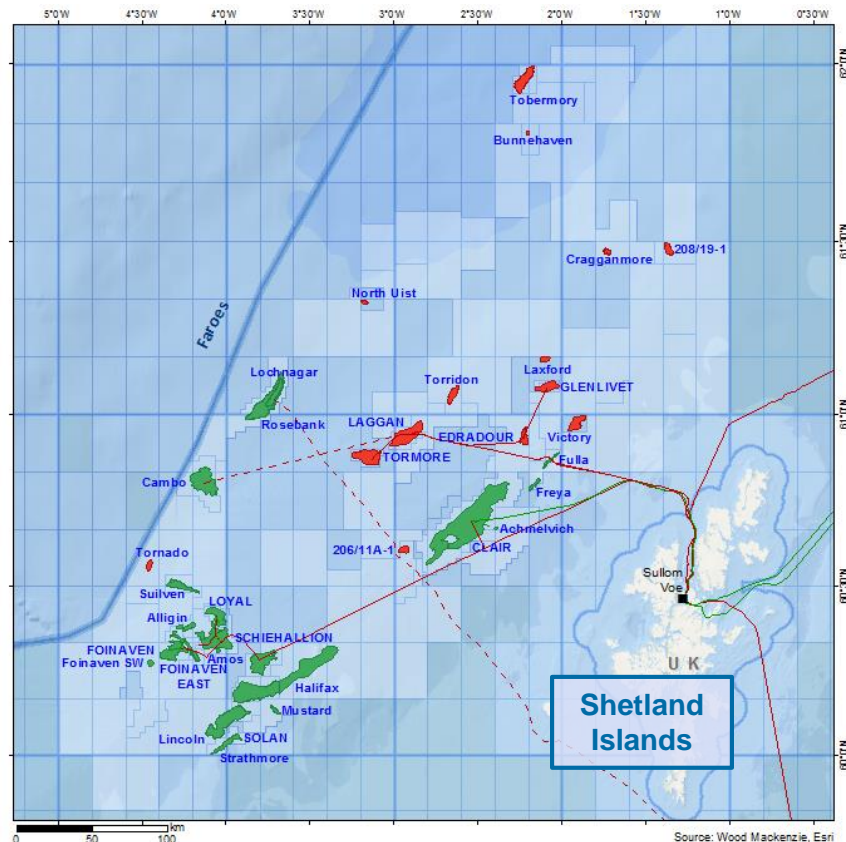 5°0'W 4°30'W 4°0'W 3°30'W 3°0'W 2°30'W 2°0'W 1°30'W 1°0'W 0°30'W
62°0'N
Tobermory
Bunnehaven
61°30'N
208/19-1
Cragganmore
North Uist
Faroes
Laxford
Lochnagar
Torridon
GLENLIVET
61°0'N
Rosebank
LAGGAN
EDRADOUR
Victory
TORMORE
Fulla
Cambo
Freya
Achmelvich
206/11A-1
CLAIR
Tornado
Sullom
Voe
60°30'N
Suilven
LOYAL
Alligin
SCHIEHALLION
FOINAVEN
Foinaven SW
Amos
FOINAVEN
EAST
U K
Halifax
Shetland
Islands
Mustard
Lincoln
SOLAN
Strathmore
60°0'N
km
0 50 100
Source: Wood Mackenzie, Esri